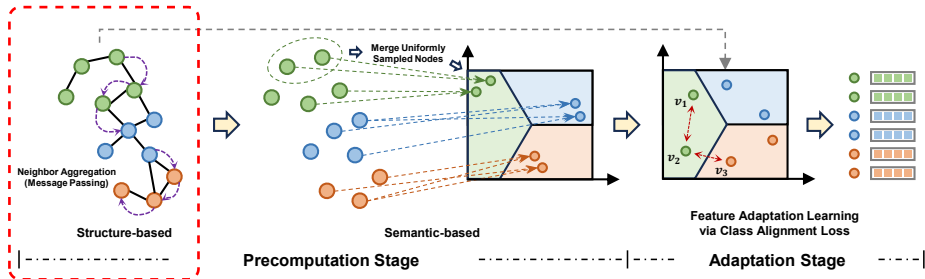 Merge Uniformly
Sampled Nodes
v1
v2
v3
Neighbor Aggregation
(Message Passing)
Structure-based
Semantic-based
Feature Adaptation Learning
via Class Alignment Loss
Precomputation Stage
Adaptation Stage